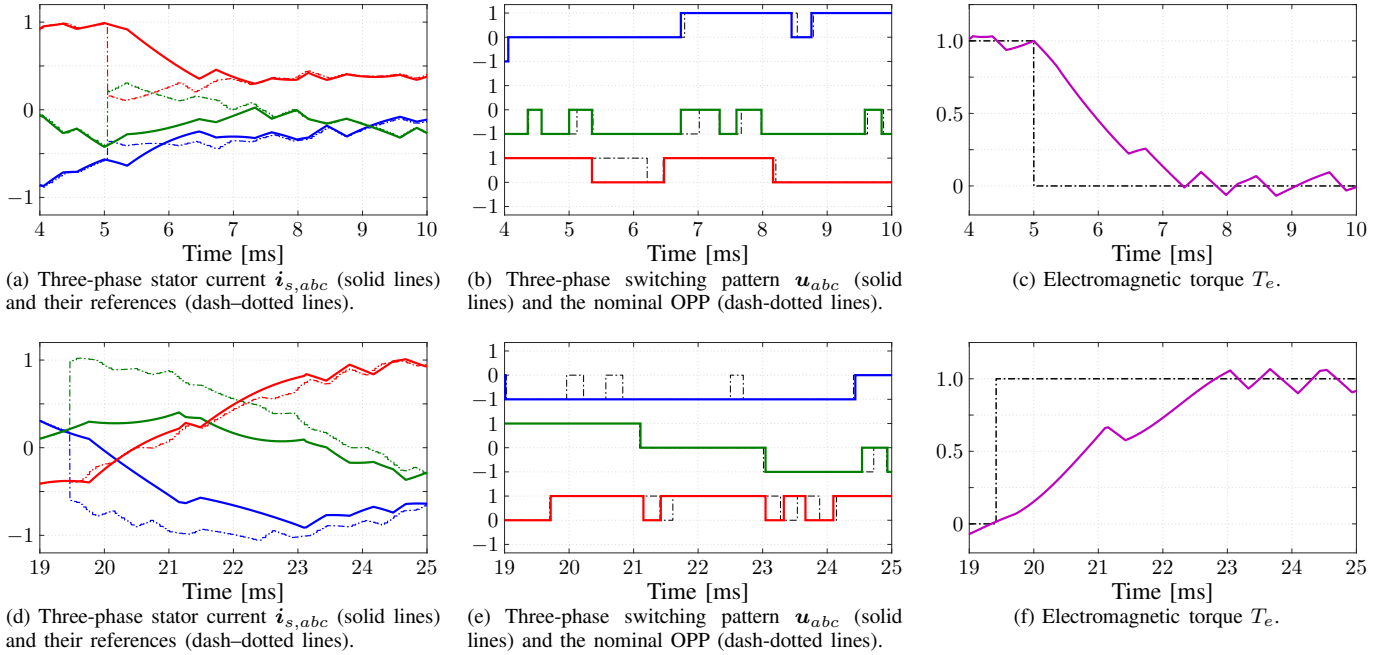 1
0
−1
4 5 6 7 8 9 10
Time [ms]
(a) Three-phase stator current i_{s,abc} (solid lines)
and their references (dash–dotted lines).
1
0
1
0
−1
1
0
−1
1
4 5 6 7 8 9 10
Time [ms]
(b) Three-phase switching pattern u_{abc} (solid
lines) and the nominal OPP (dash-dotted lines).
1.0
0.5
0
4 5 6 7 8 9 10
Time [ms]
(c) Electromagnetic torque T_e.
1
0
−1
19 20 21 22 23 24 25
Time [ms]
(d) Three-phase stator current i_{s,abc} (solid lines)
and their references (dash–dotted lines).
1
0
1
0
1
1
0
−1
19 20 21 22 23 24 25
Time [ms]
(e) Three-phase switching pattern u_{abc} (solid
lines) and the nominal OPP (dash-dotted lines).
1.0
0.5
0
19 20 21 22 23 24 25
Time [ms]
(f) Electromagnetic torque T_e.